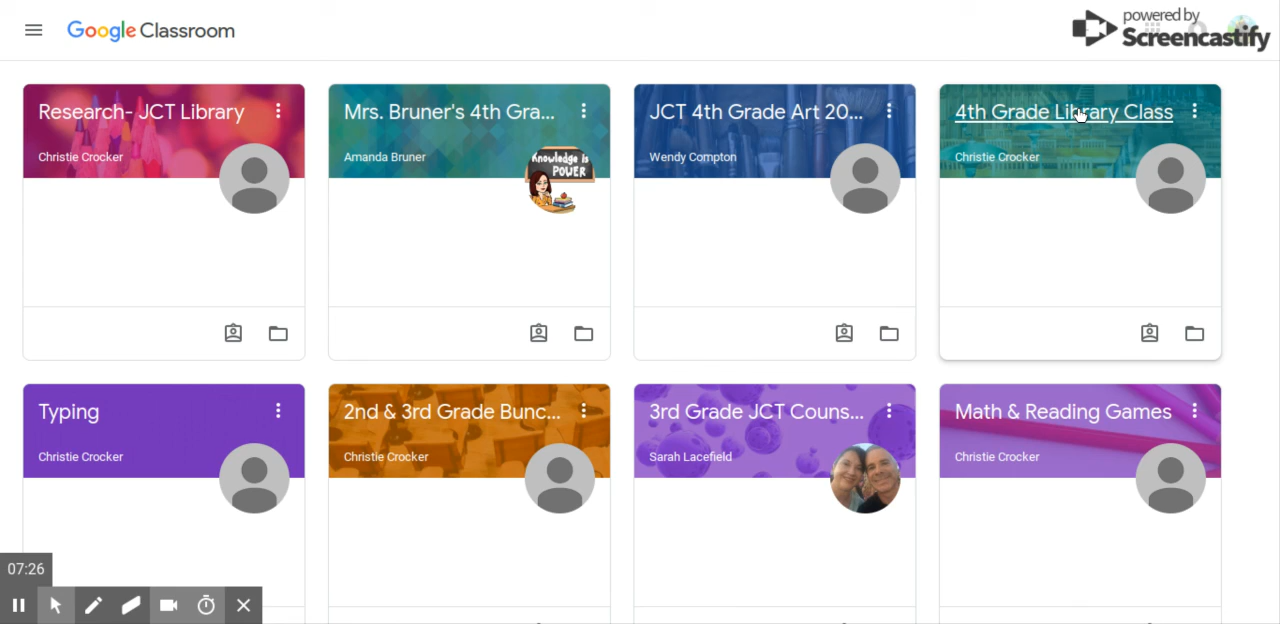 Google Classroom
powered by
Screencastify
Research- JCT Library
Christie Crocker
Mrs. Bruner's 4th Gra...
Amanda Bruner
Knowledge is
POWER
JCT 4th Grade Art 20...
Wendy Compton
4th Grade Library Class
Christie Crocker
Typing
Christie Crocker
2nd & 3rd Grade Bunc...
Christie Crocker
3rd Grade JCT Couns...
Sarah Lacefield
Math & Reading Games
Christie Crocker
07:26